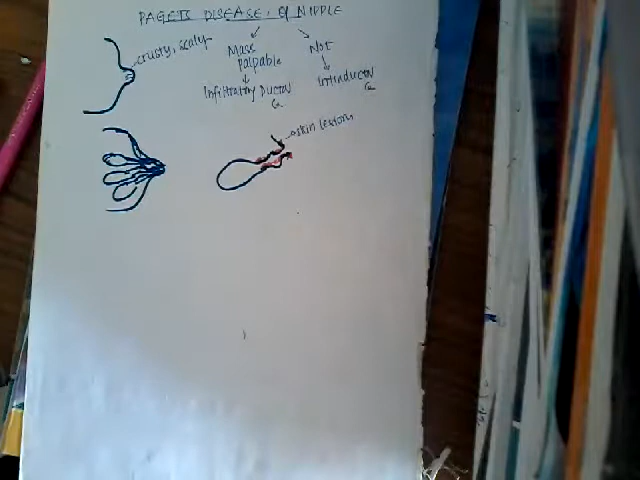 PAGETS DISEASE. of NIPPLE
crusty, scaly
Mass
palpable
Not
Infiltrating Ductal
Ca
Intraductal
Ca
skin lesions